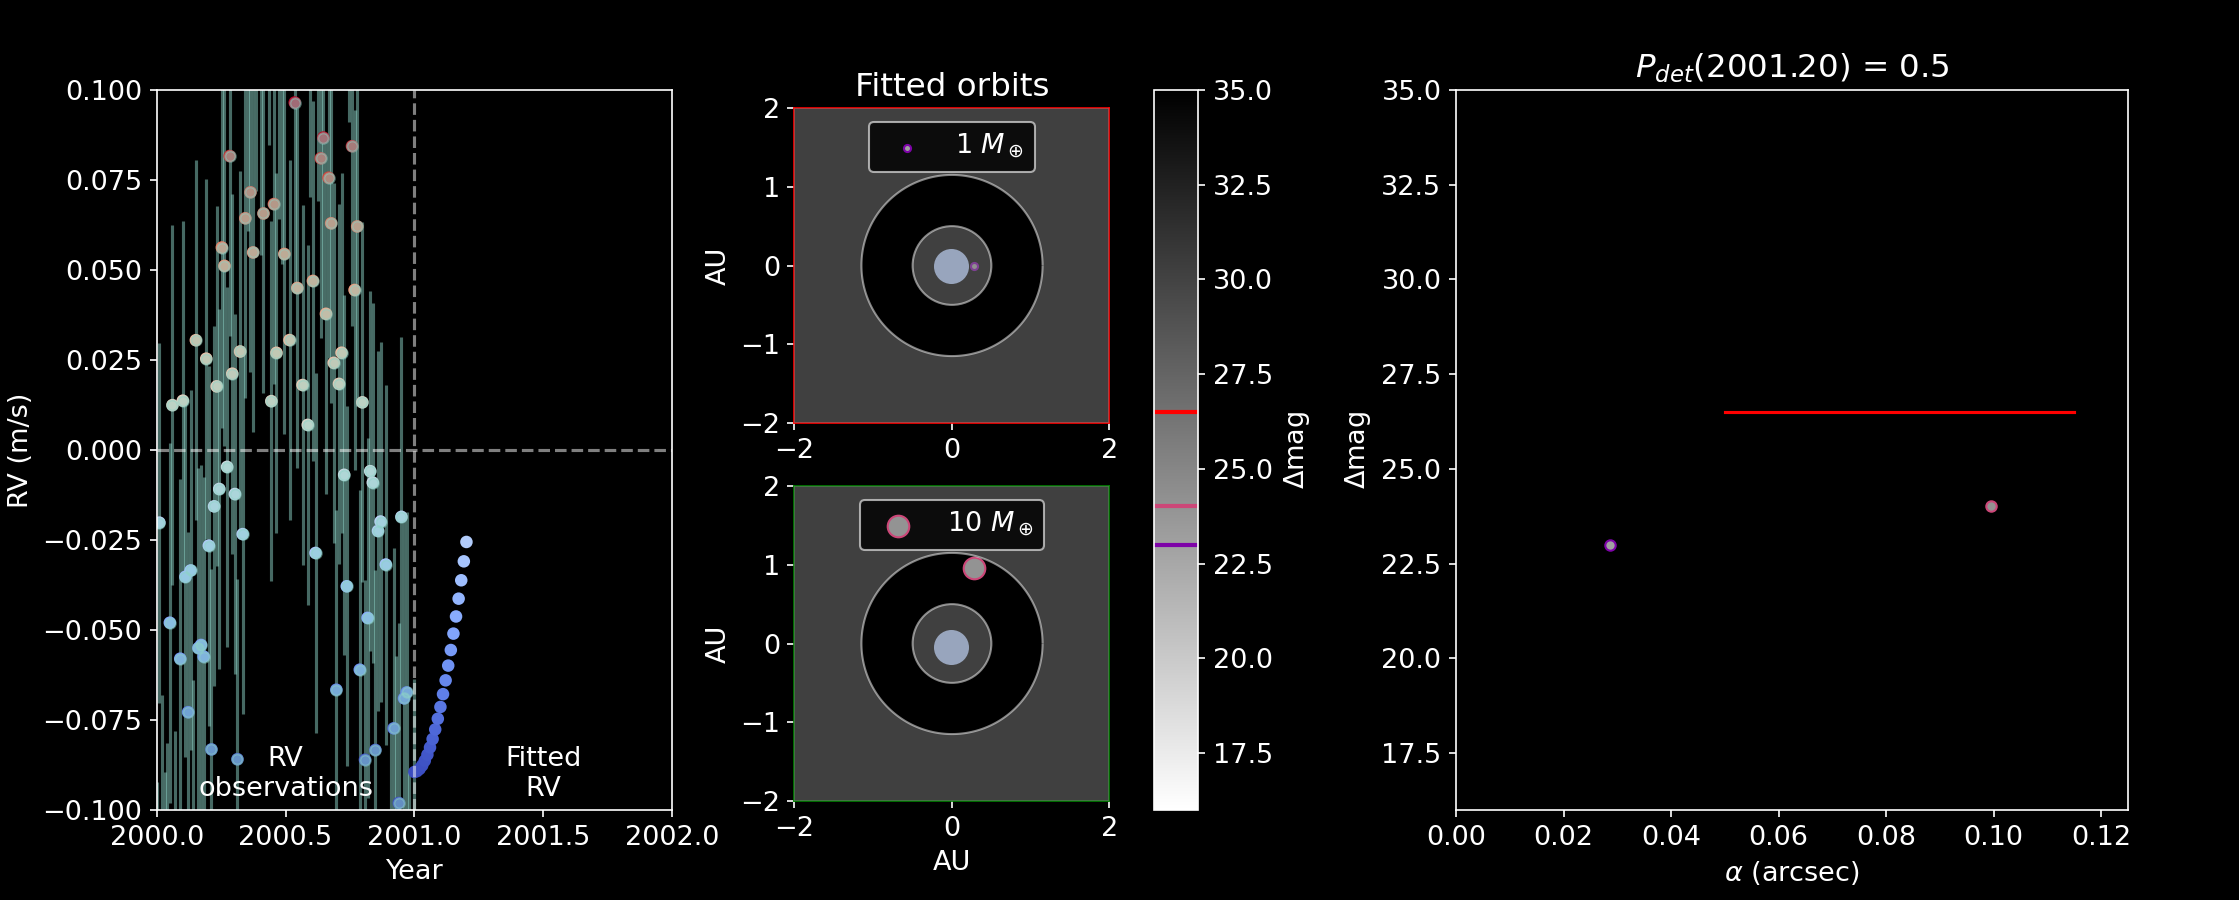 0.100
0.075
0.050
0.025
0.000
−0.025
−0.050
−0.075
−0.100
RV (m/s)
RV
observations
Fitted
RV
2000.0 2000.5 2001.0 2001.5 2002.0
Year
Fitted orbits
2
1
0
−1
−2
AU
1 M⊕
−2 0 2
2
1
0
−1
−2
AU
10 M⊕
−2 0 2
AU
35.0
32.5
30.0
27.5
25.0
22.5
20.0
17.5
Δmag
P_det(2001.20) = 0.5
35.0
32.5
30.0
27.5
25.0
22.5
20.0
17.5
Δmag
0.00 0.02 0.04 0.06 0.08 0.10 0.12
α (arcsec)